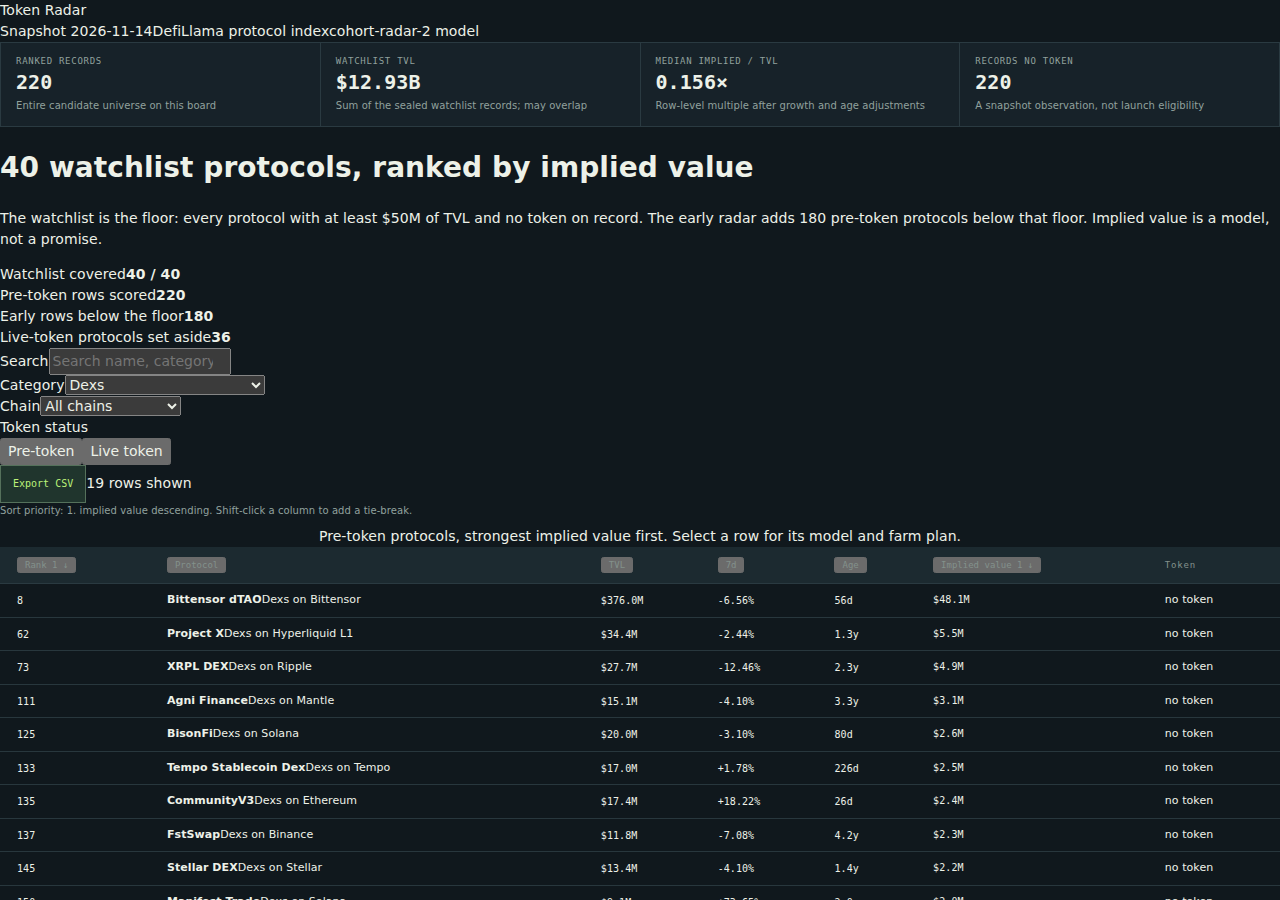 Token Radar
Snapshot 2026-11-14DefiLlama protocol indexcohort-radar-2 model
RANKED RECORDS
220
Entire candidate universe on this board
WATCHLIST TVL
$12.93B
Sum of the sealed watchlist records; may overlap
MEDIAN IMPLIED / TVL
0.156×
Row-level multiple after growth and age adjustments
RECORDS NO TOKEN
220
A snapshot observation, not launch eligibility
40 watchlist protocols, ranked by implied value
The watchlist is the floor: every protocol with at least $50M of TVL and no token on record. The early radar adds 180 pre-token protocols below that floor. Implied value is a model,
not a promise.
Watchlist covered40 / 40
Pre-token rows scored220
Early rows below the floor180
Live-token protocols set aside36
Search Search name, category
Category Dexs
Chain All chains
Token status
Pre-token Live token
Export CSV 19 rows shown
Sort priority: 1. implied value descending. Shift-click a column to add a tie-break.
Pre-token protocols, strongest implied value first. Select a row for its model and farm plan.
Rank 1 ↓ Protocol TVL 7d Age Implied value 1 ↓ Token
8 Bittensor dTAODexs on Bittensor $376.0M -6.56% 56d $48.1M no token
62 Project XDexs on Hyperliquid L1 $34.4M -2.44% 1.3y $5.5M no token
73 XRPL DEXDexs on Ripple $27.7M -12.46% 2.3y $4.9M no token
111 Agni FinanceDexs on Mantle $15.1M -4.10% 3.3y $3.1M no token
125 BisonFiDexs on Solana $20.0M -3.10% 80d $2.6M no token
133 Tempo Stablecoin DexDexs on Tempo $17.0M +1.78% 226d $2.5M no token
135 CommunityV3Dexs on Ethereum $17.4M +18.22% 26d $2.4M no token
137 FstSwapDexs on Binance $11.8M -7.08% 4.2y $2.3M no token
145 Stellar DEXDexs on Stellar $13.4M -4.10% 1.4y $2.2M no token